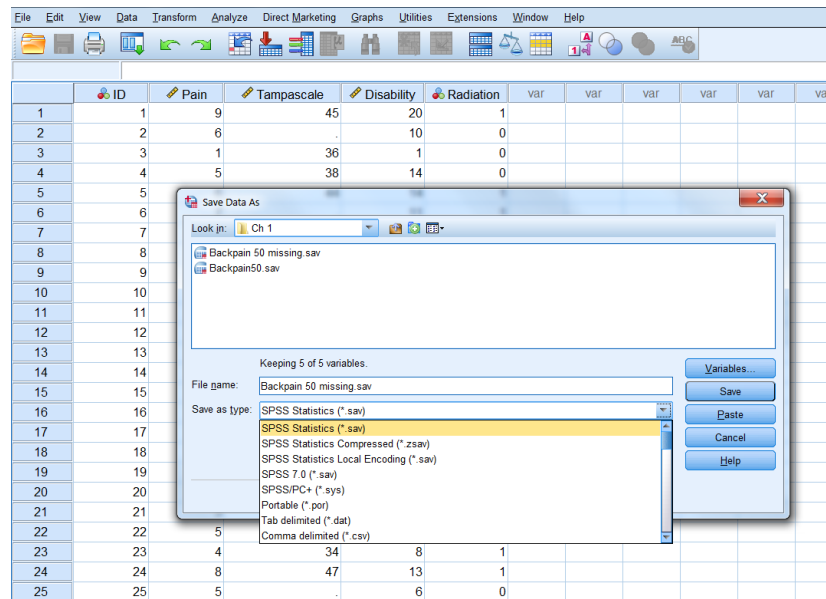 File Edit View Data Transform Analyze Direct Marketing Graphs Utilities Extensions Window Help
ID Pain Tampascale Disability Radiation var var var var var va
1 1 9 45 20 1
2 2 6 . 10 0
3 3 1 36 1 0
4 4 5 38 14 0
5 5
6 6
7 7
8 8
9 9
10 10
11 11
12 12
13 13
14 14
15 15
16 16
17 17
18 18
19 19
20 20
21 21
22 22 5
23 23 4 34 8 1
24 24 8 47 13 1
25 25 5 . 6 0
Save Data As
X
Look in: Ch 1
Backpain 50 missing.sav
Backpain50.sav
Keeping 5 of 5 variables.
File name: Backpain 50 missing.sav
Save as type: SPSS Statistics (*.sav)
SPSS Statistics (*.sav)
SPSS Statistics Compressed (*.zsav)
SPSS Statistics Local Encoding (*.sav)
SPSS 7.0 (*.sav)
SPSS/PC+ (*.sys)
Portable (*.por)
Tab delimited (*.dat)
Comma delimited (*.csv)
Variables...
Save
Paste
Cancel
Help